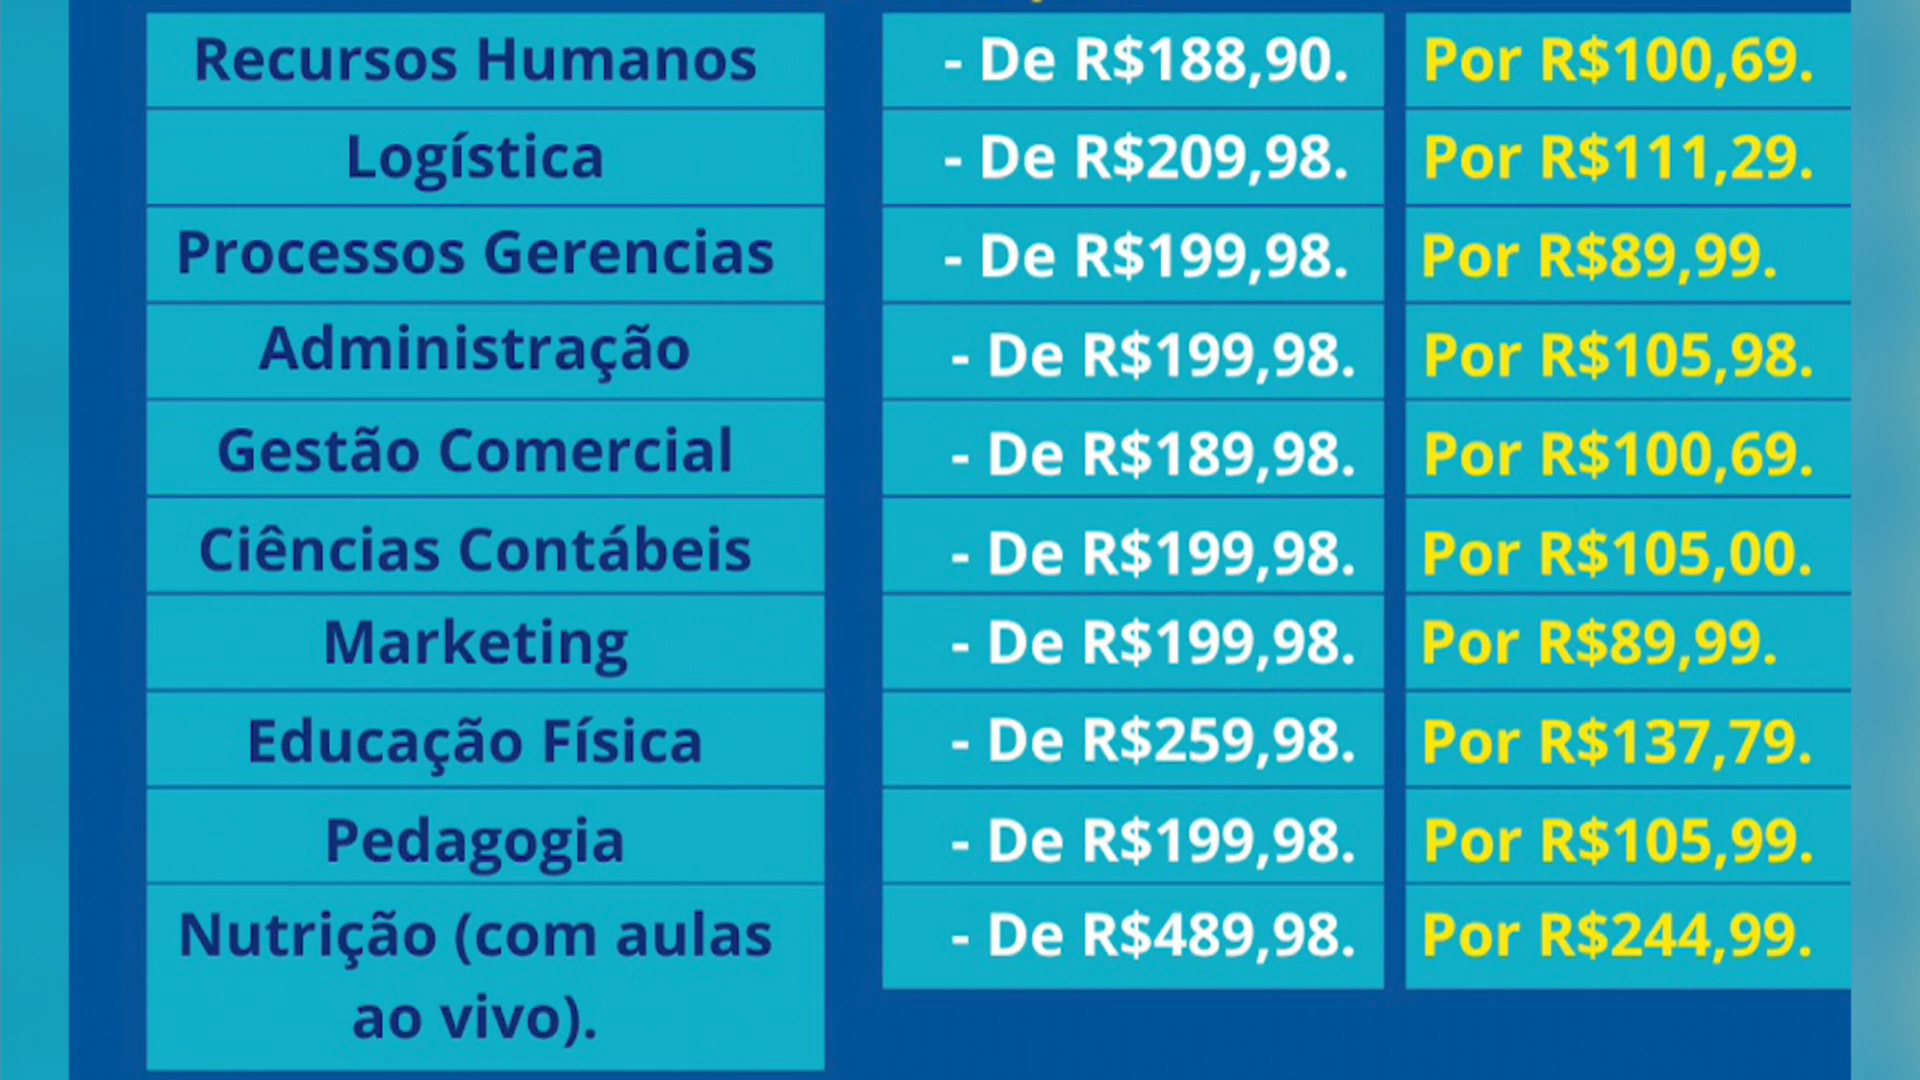 Recursos Humanos - De R$188,90. Por R$100,69.
Logística - De R$209,98. Por R$111,29.
Processos Gerencias - De R$199,98. Por R$89,99.
Administração - De R$199,98. Por R$105,98.
Gestão Comercial - De R$189,98. Por R$100,69.
Ciências Contábeis - De R$199,98. Por R$105,00.
Marketing - De R$199,98. Por R$89,99.
Educação Física - De R$259,98. Por R$137,79.
Pedagogia - De R$199,98. Por R$105,99.
Nutrição (com aulas - De R$489,98. Por R$244,99.
ao vivo).